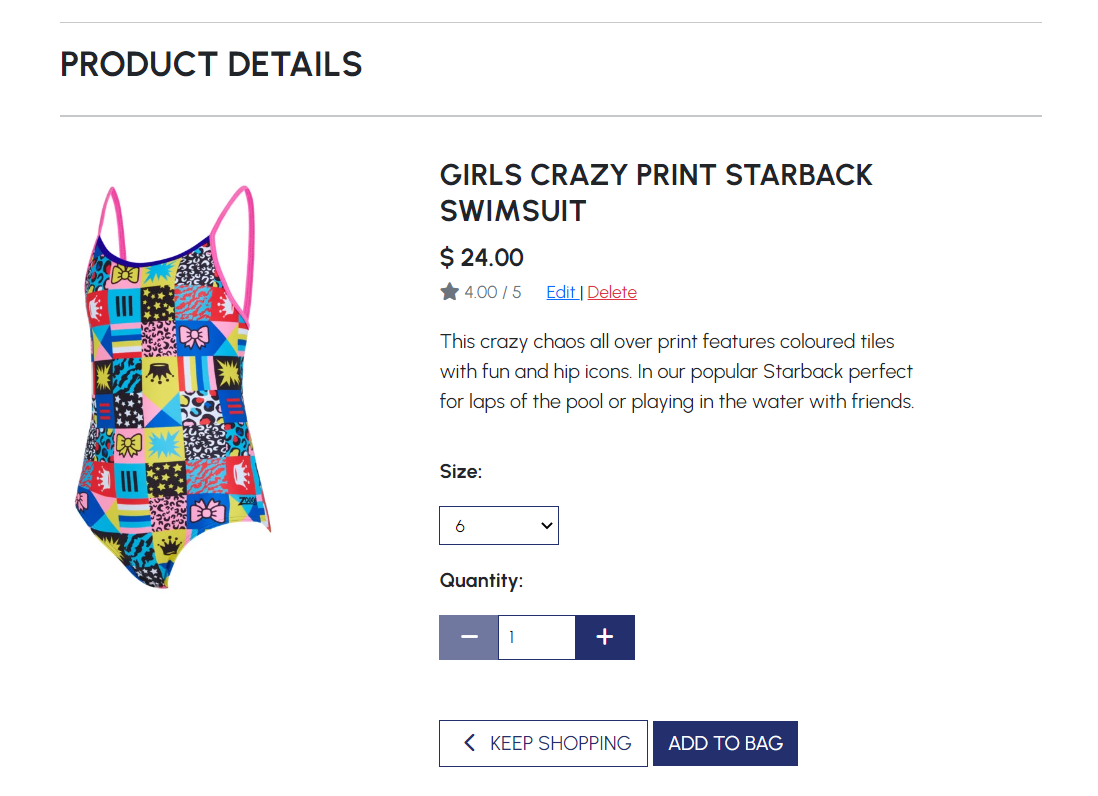 PRODUCT DETAILS
GIRLS CRAZY PRINT STARBACK
SWIMSUIT
$ 24.00
4.00 / 5 Edit | Delete
This crazy chaos all over print features coloured tiles
with fun and hip icons. In our popular Starback perfect
for laps of the pool or playing in the water with friends.
Size:
6
Quantity:
1
KEEP SHOPPING ADD TO BAG